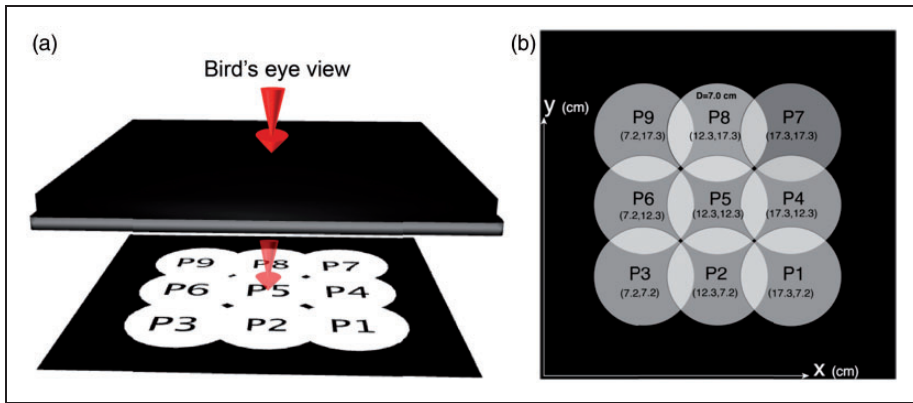 (a)
Bird's eye view
P9 P8 P7
P6 P5 P4
P3 P2 P1
(b)
y (cm)
D=7.0 cm
P9 P8 P7
(7.2,17.3) (12.3,17.3) (17.3,17.3)
P6 P5 P4
(7.2,12.3) (12.3,12.3) (17.3,12.3)
P3 P2 P1
(7.2,7.2) (12.3,7.2) (17.3,7.2)
x (cm)